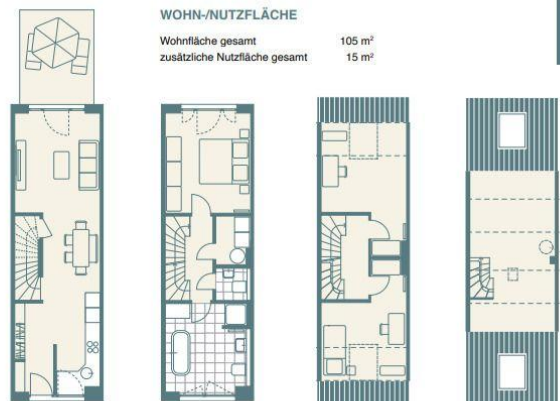 WOHN-/NUTZFLÄCHE
Wohnfläche gesamt 105 m²
zusätzliche Nutzfläche gesamt 15 m²